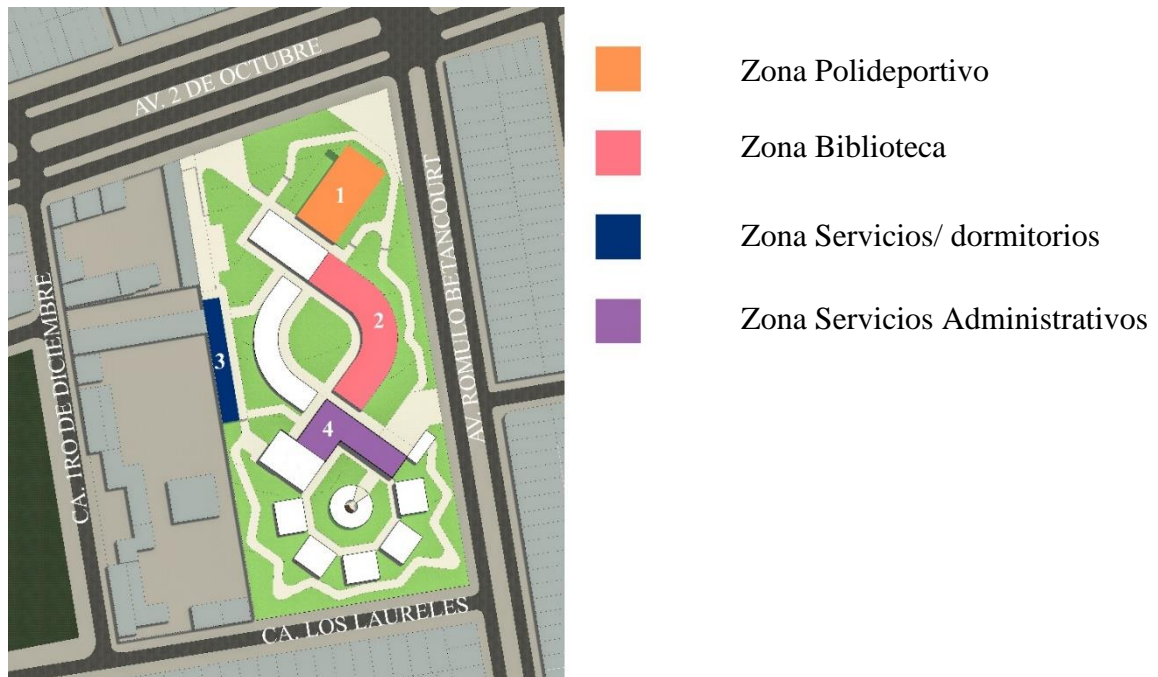 AV. 2 DE OCTUBRE
AV. ROMULO BETANCOURT
CA. 1RO DE DICIEMBRE
CA. LOS LAURELES
1
2
3
4
Zona Polideportivo
Zona Biblioteca
Zona Servicios/ dormitorios
Zona Servicios Administrativos